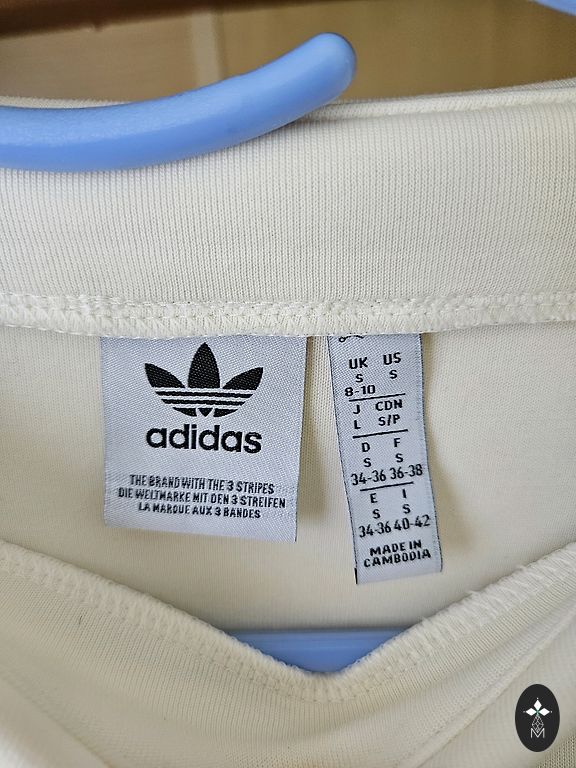 adidas
THE BRAND WITH THE 3 STRIPES
DIE WELTMARKE MIT DEN 3 STREIFEN
LA MARQUE AUX 3 BANDES
UK US
S S
8-10
J CDN
L S/P
D F
S S
34-36 36-38
E I
S S
34-36 40-42
MADE IN
CAMBODIA
M